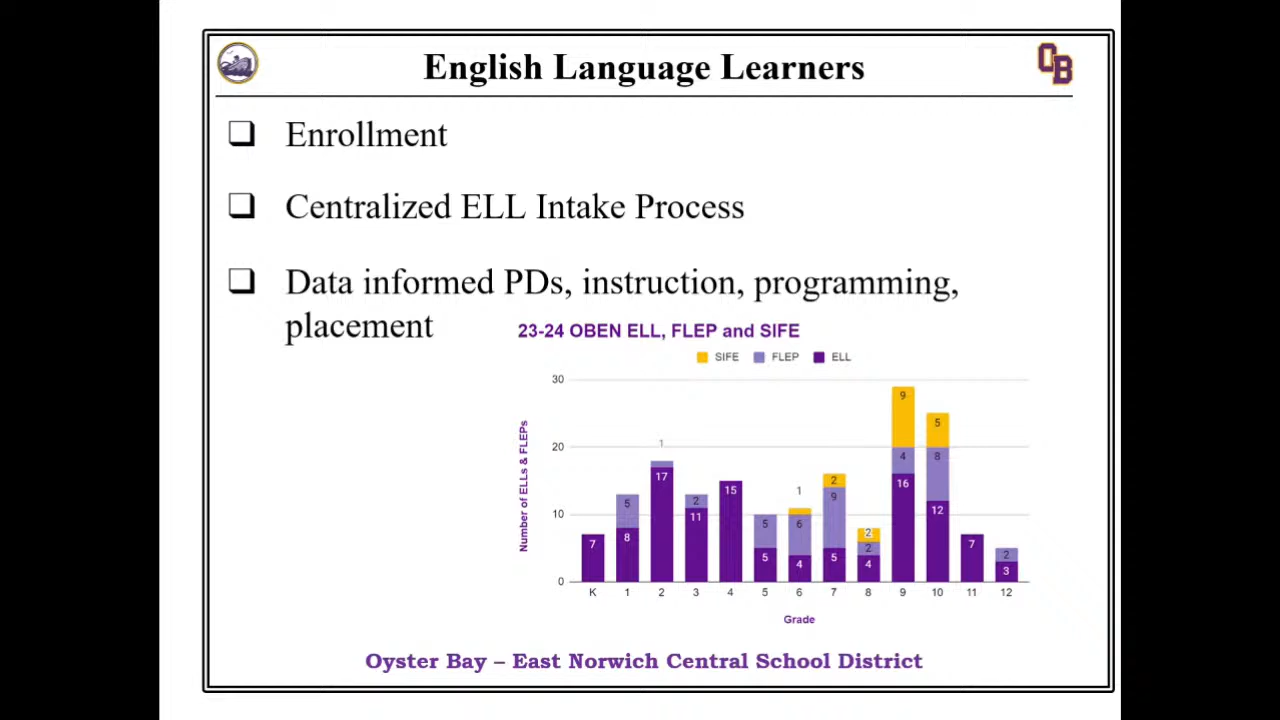 English Language Learners
OB
Enrollment
Centralized ELL Intake Process
Data informed PDs, instruction, programming,
placement
23-24 OBEN ELL, FLEP and SIFE
SIFE FLEP ELL
Number of ELLs & FLEPs
30
20
10
0
7
5
8
1
17
2
11
15
5
5
1
6
4
2
9
5
2
2
4
9
4
16
5
8
12
7
2
3
K 1 2 3 4 5 6 7 8 9 10 11 12
Grade
Oyster Bay – East Norwich Central School District